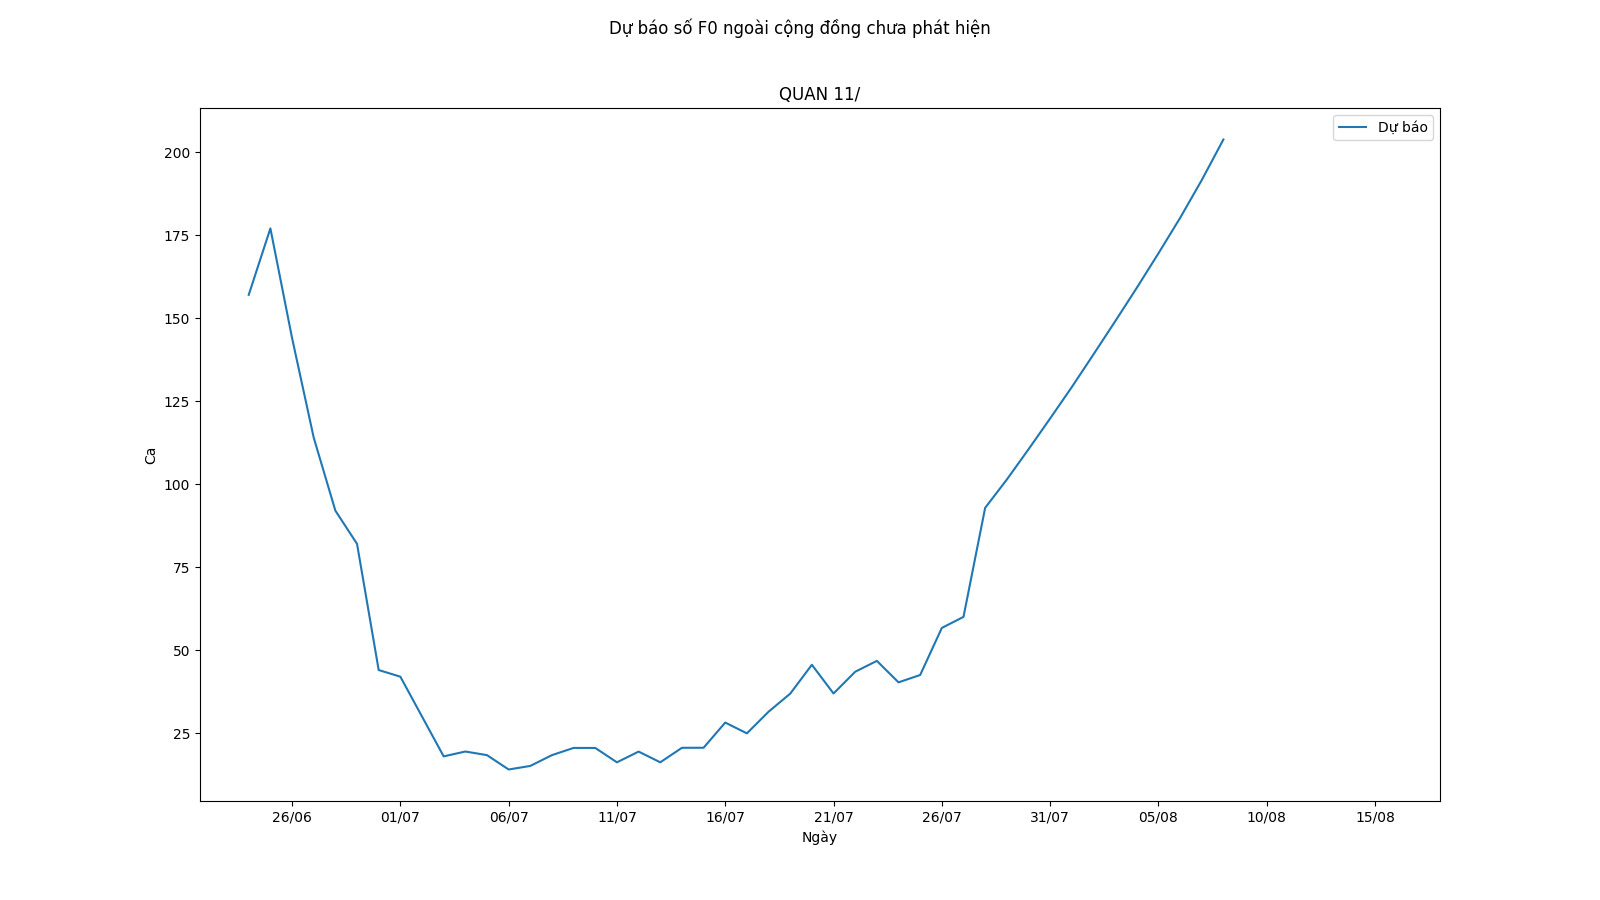 Dự báo số F0 ngoài cộng đồng chưa phát hiện
QUAN 11/
Dự báo
200
175
150
125
100
75
50
25
Ca
26/06 01/07 06/07 11/07 16/07 21/07 26/07 31/07 05/08 10/08 15/08
Ngày